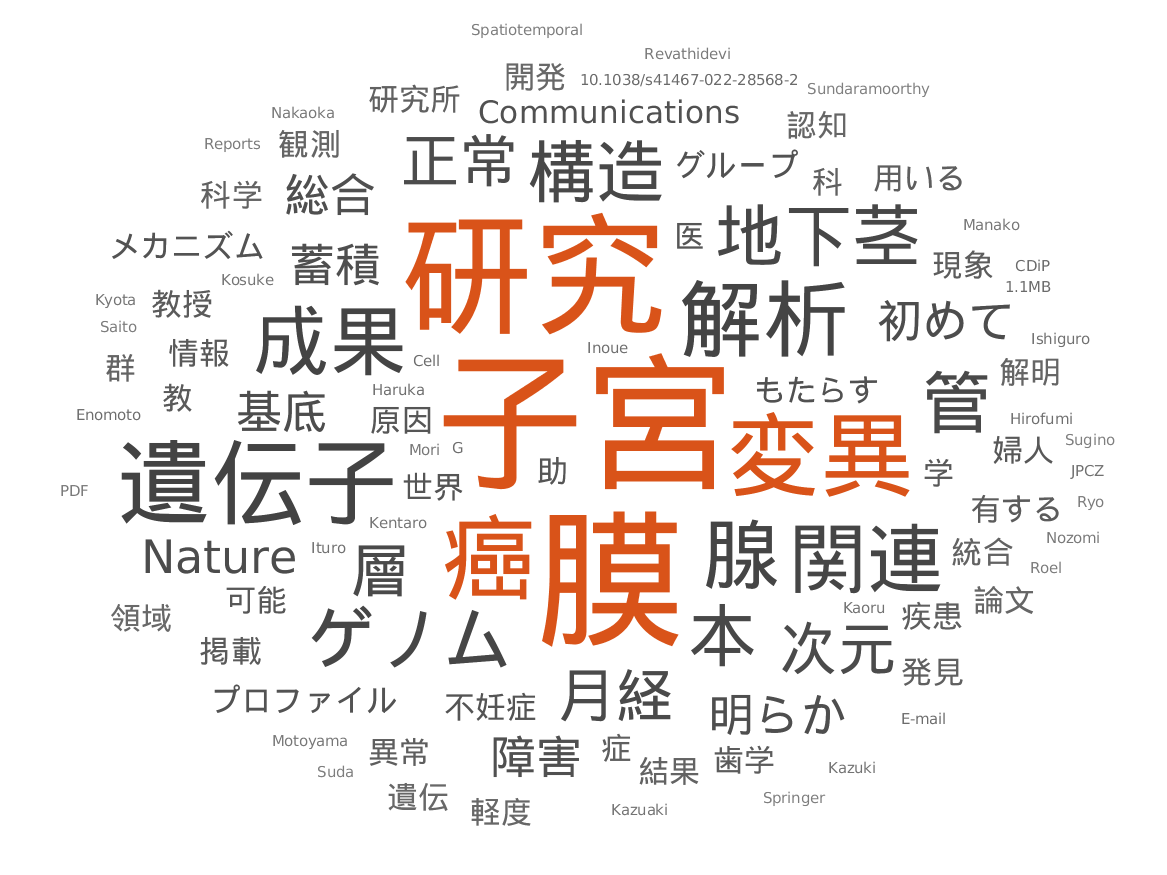 Spatiotemporal
Revathidevi
開発 10.1038/s41467-022-28568-2
Sundaramoorthy
研究所 Communications
Nakaoka 認知
Reports 観測 正常 構造 グループ
科学 総合 科 用いる
研究 医 地下茎 Manako
メカニズム 蓄積 現象 CDiP
Kosuke 1.1MB
Kyota 教授 解析 初めて
Saito 成果 Inoue Ishiguro
群 情報 Cell 解明
教 Haruka 子宮 もたらす 管
Enomoto 基底 原因 変異 Hirofumi
Mori G 婦人 Sugino
遺伝子 世界 助 学 JPCZ
PDF 有する Ryo
Kentaro Nozomi
Nature Ituro 層 癌 膜 腺 関連 統合 Roel
領域 可能 Kaoru 疾患 論文
掲載 ゲノム 本 次元 発見
プロファイル 不妊症 月経 明らか E-mail
Motoyama 異常 障害 症 歯学
Suda 結果 Kazuki
遺伝 軽度 Kazuaki Springer